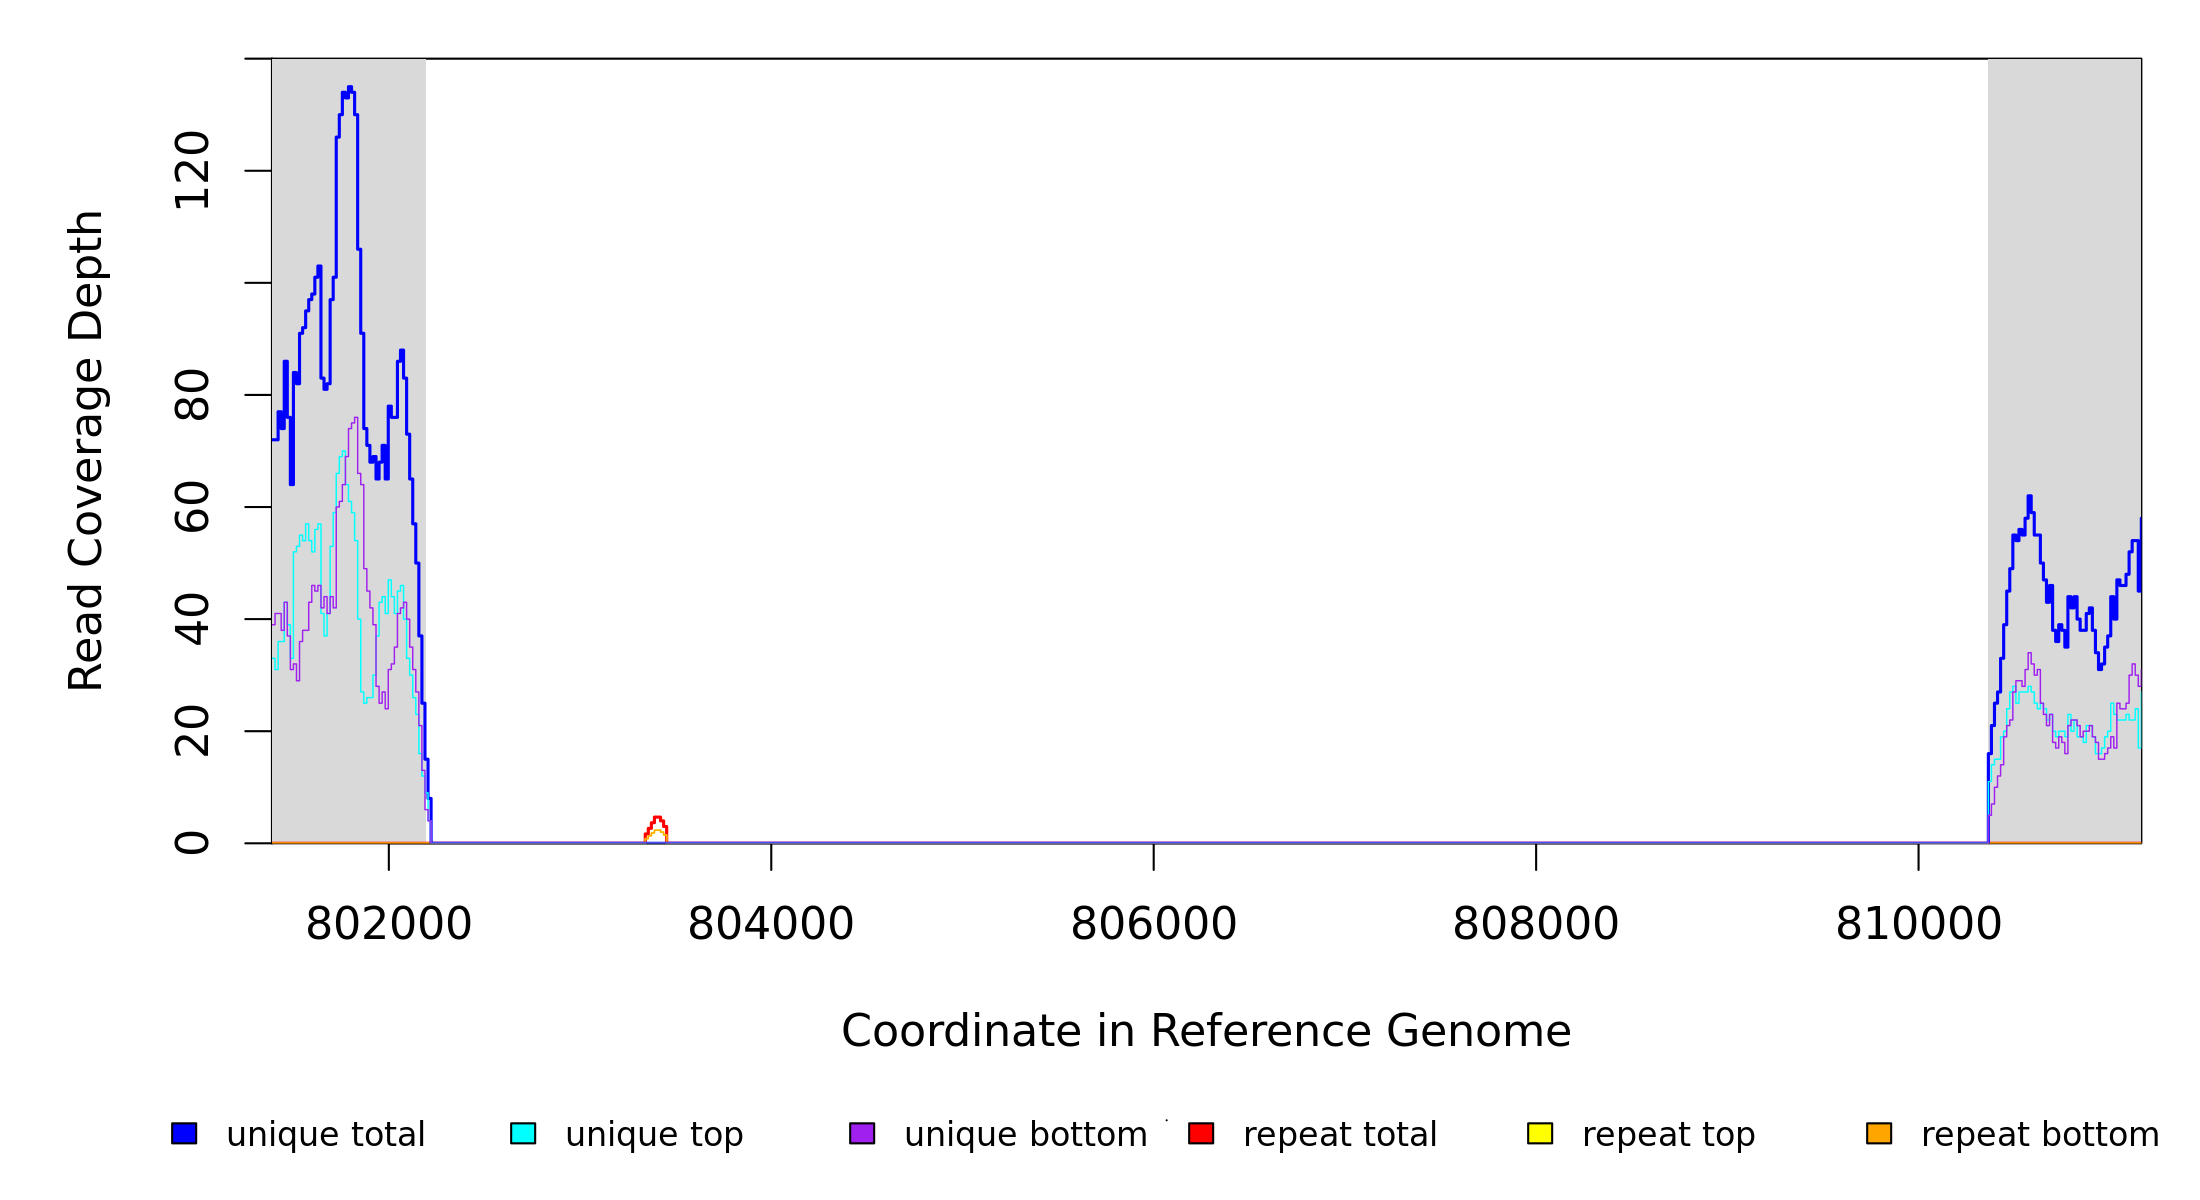 Read Coverage Depth
120
80
60
40
20
0
802000 804000 806000 808000 810000
Coordinate in Reference Genome
unique total unique top unique bottom repeat total repeat top repeat bottom